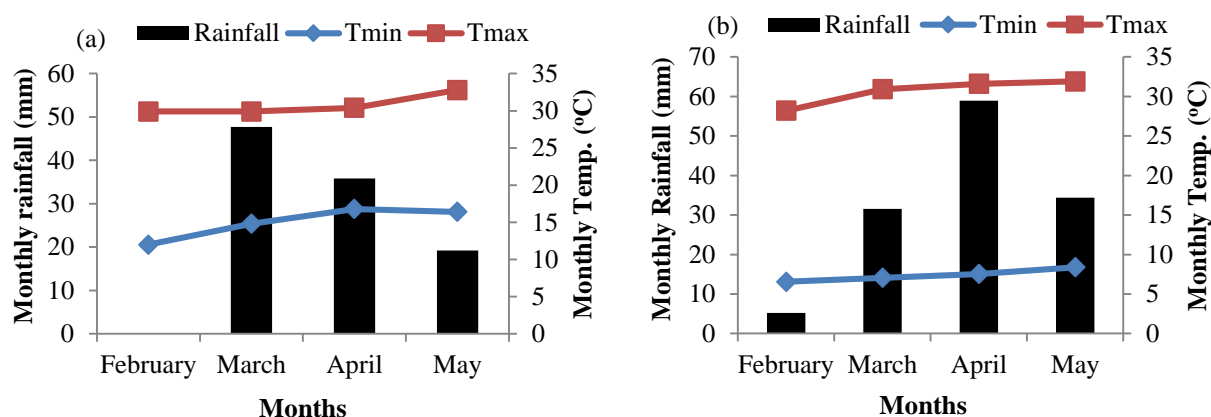 (a)
Rainfall Tmin Tmax
Monthly rainfall (mm)
60
50
40
30
20
10
0
35
30
25
20
15
10
5
0
Monthly Temp. (ºC)
February March April May
Months
(b)
Rainfall Tmin Tmax
Monthly Rainfall (mm)
70
60
50
40
30
20
10
0
35
30
25
20
15
10
5
0
Monthly Temp. (ºC)
February March April May
Months